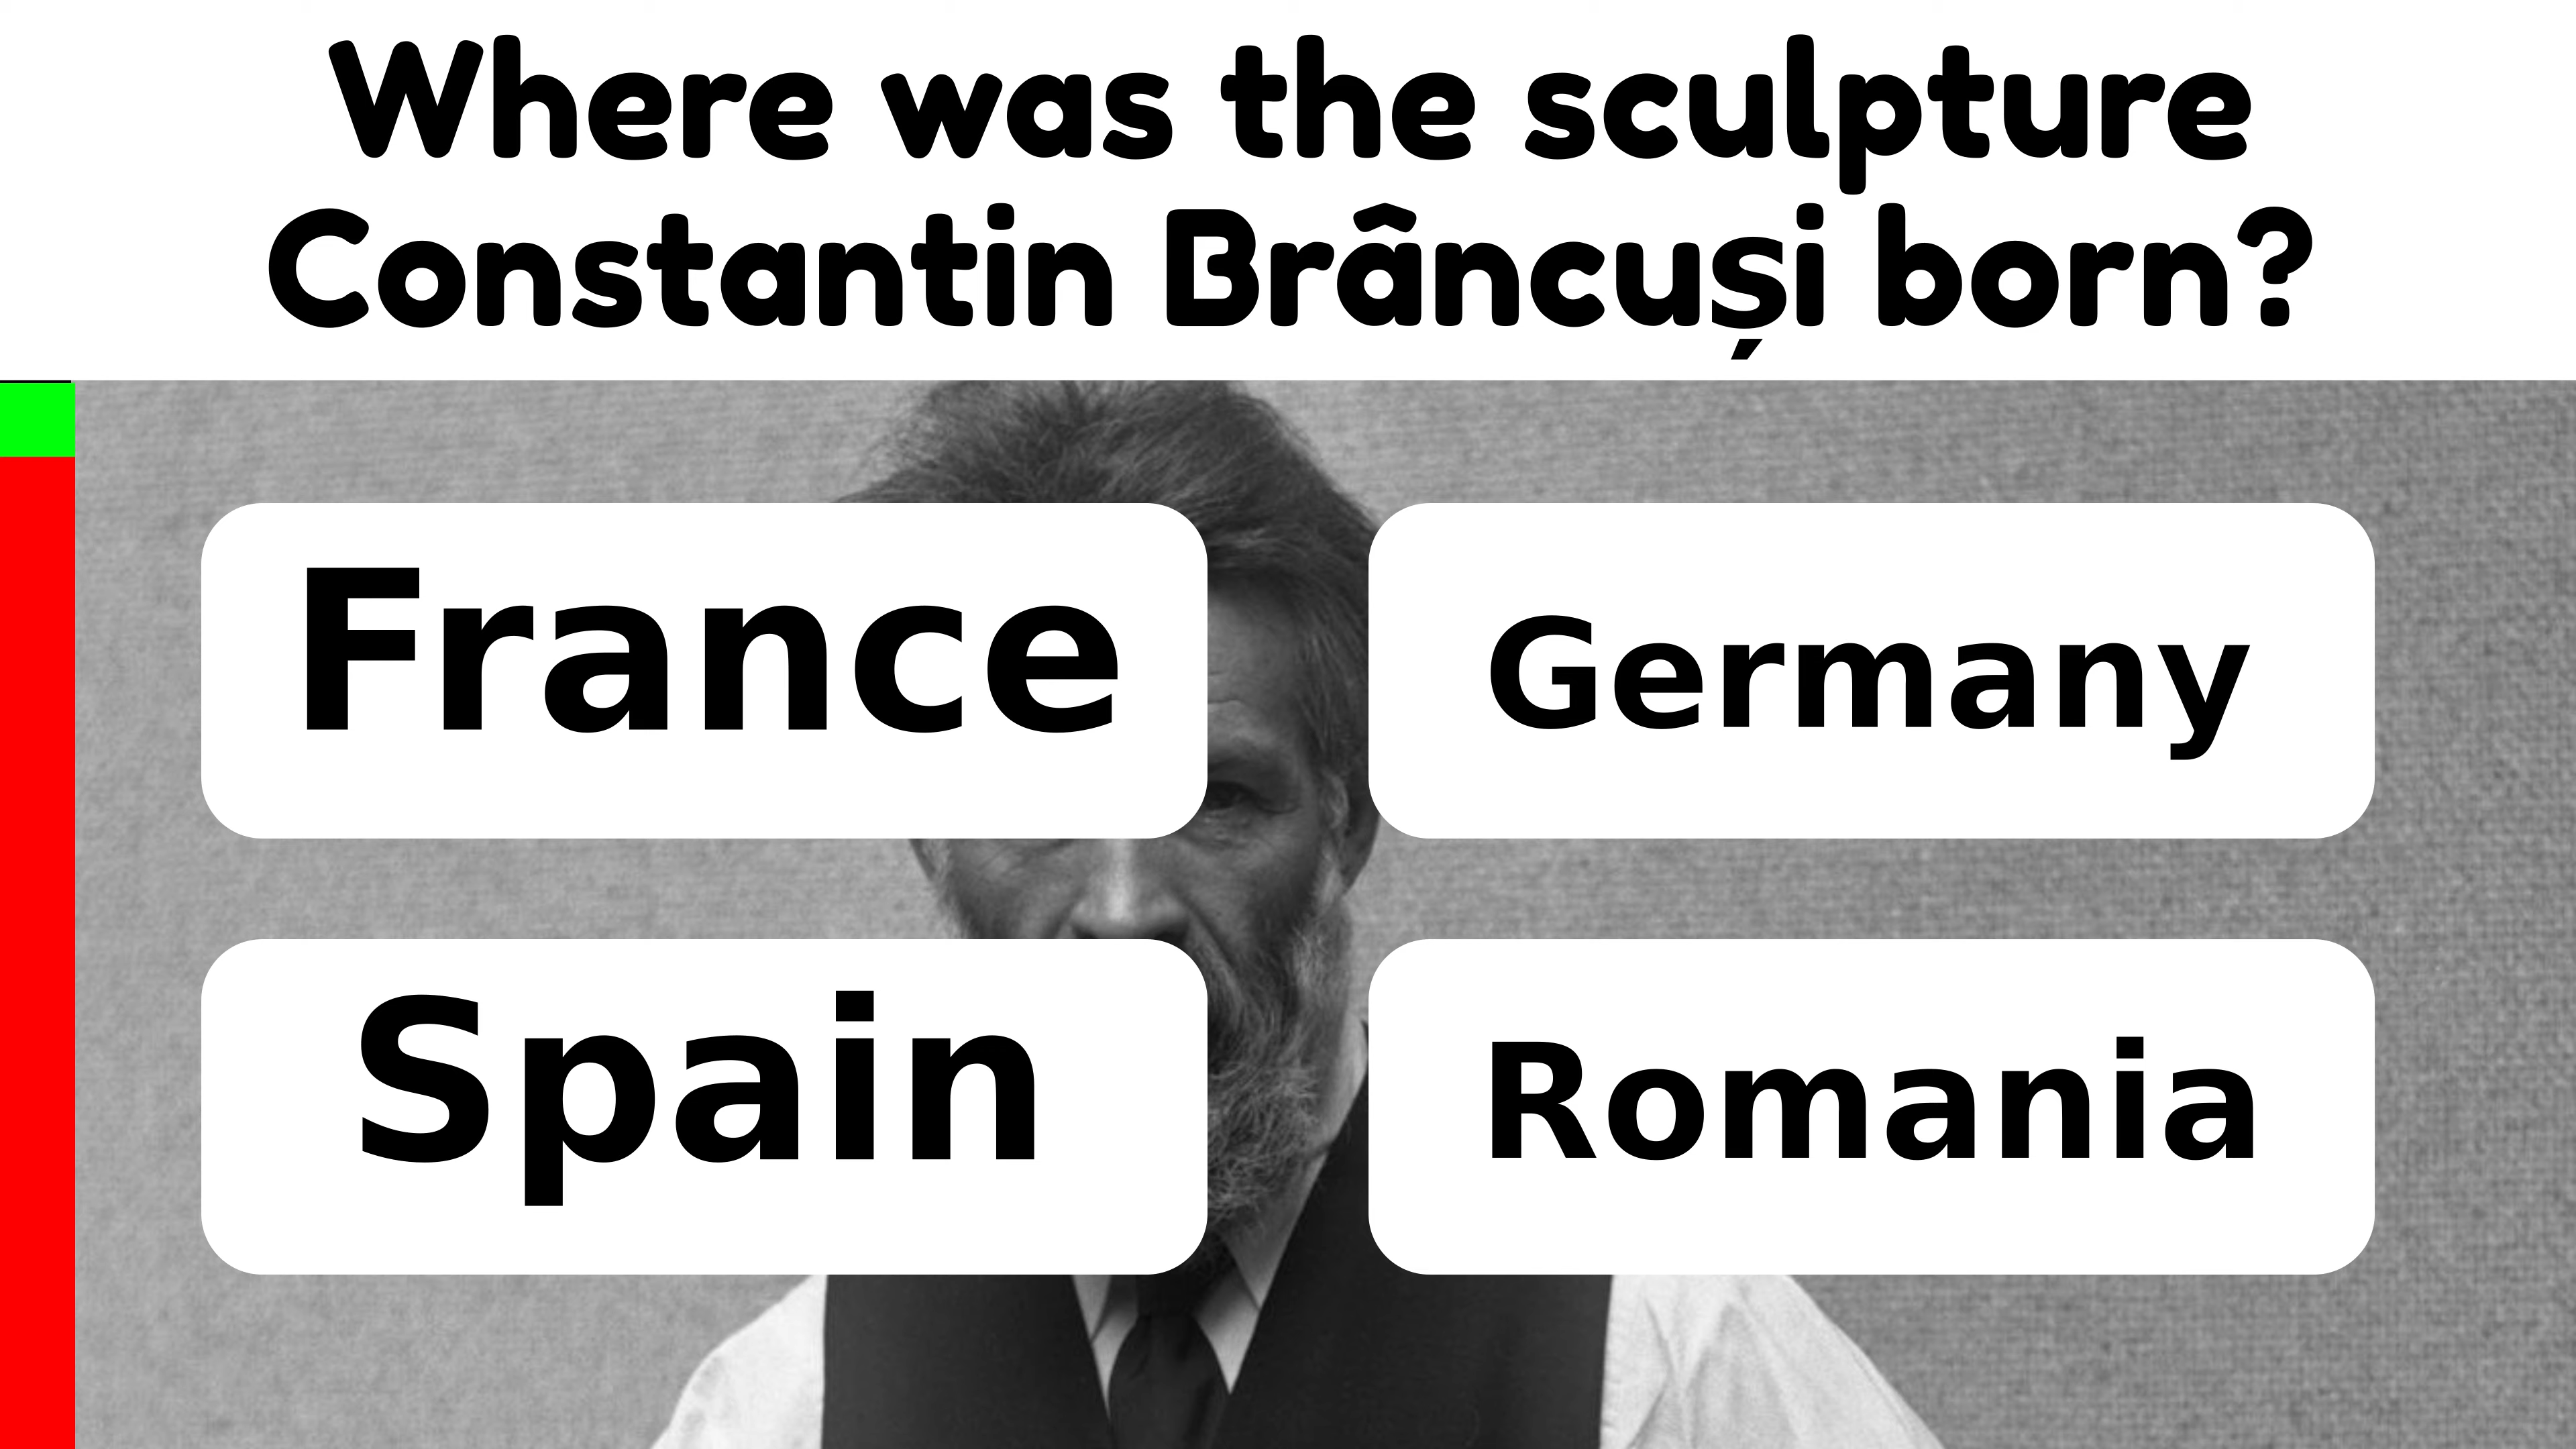 Where was the sculpture
Constantin Brâncuși born?
France
Germany
Spain
Romania